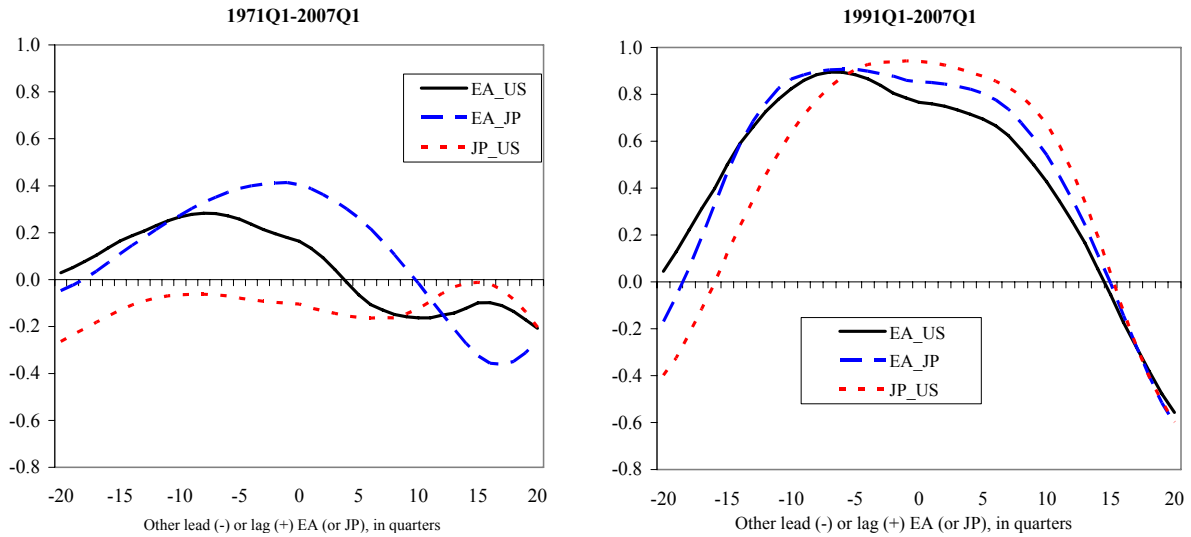 1971Q1-2007Q1
1.0
0.8
0.6
0.4
0.2
0.0
-0.2
-0.4
-0.6
-0.8
EA_US
EA_JP
JP_US
-20 -15 -10 -5 0 5 10 15 20
Other lead (-) or lag (+) EA (or JP), in quarters
1991Q1-2007Q1
1.0
0.8
0.6
0.4
0.2
0.0
-0.2
-0.4
-0.6
-0.8
EA_US
EA_JP
JP_US
-20 -15 -10 -5 0 5 10 15 20
Other lead (-) or lag (+) EA (or JP), in quarters